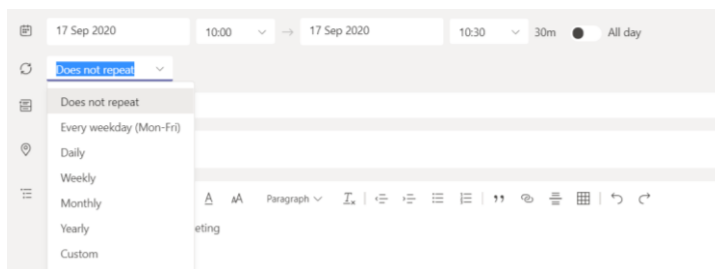 17 Sep 2020 10:00 → 17 Sep 2020 10:30 30m All day
Does not repeat
Does not repeat
Every weekday (Mon-Fri)
Daily
Weekly
A AA Paragraph
Monthly
Yearly eting
Custom